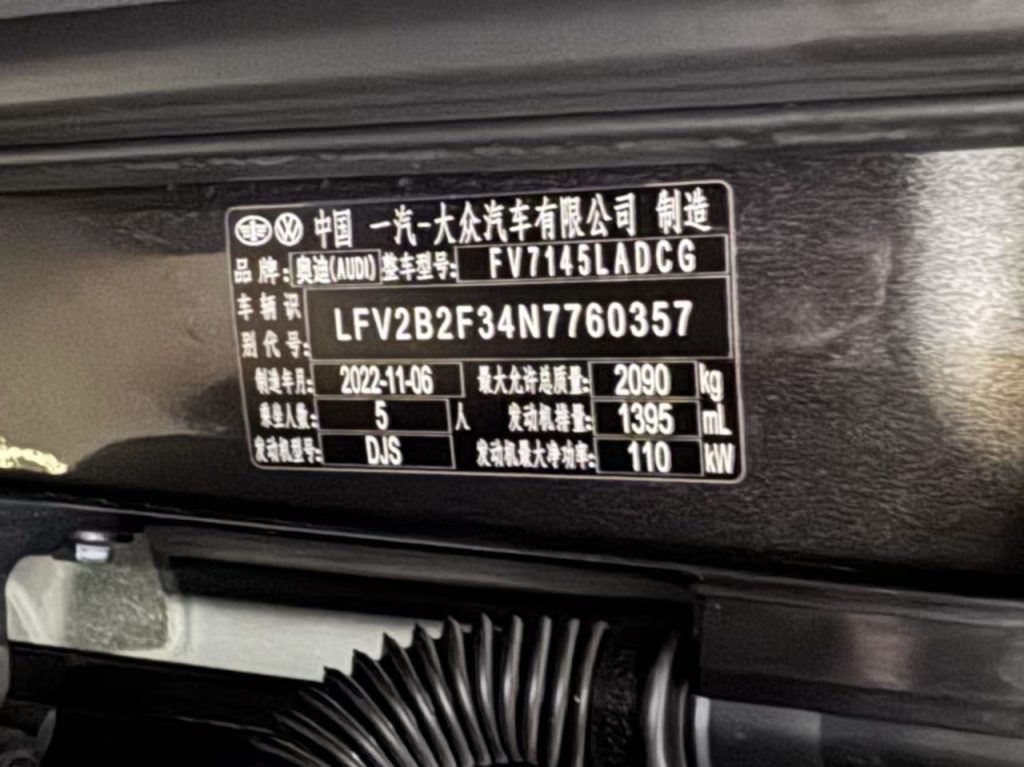 中国 一汽-大众汽车有限公司 制造
品牌: 奥迪(AUDI) 整车型号: FV7145LADCG
车辆识别代号: LFV2B2F34N7760357
制造年月: 2022-11-06 最大允许总质量: 2090 kg
乘坐人数: 5 人 发动机排量: 1395 mL
发动机型号: DJS 发动机最大净功率: 110 kW